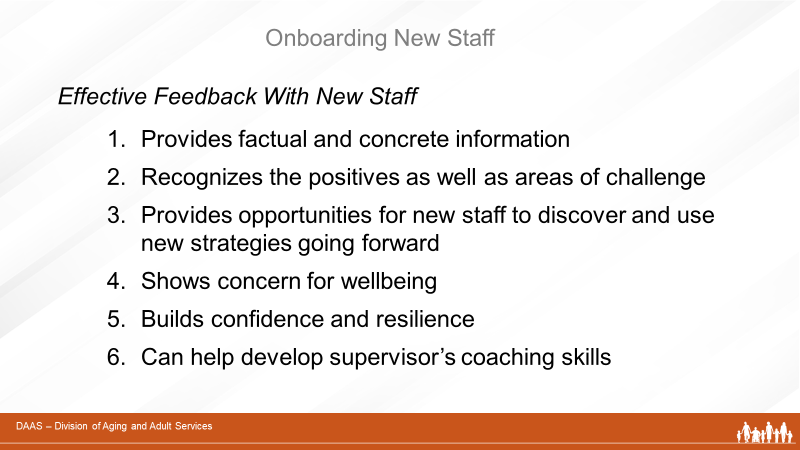 Onboarding New Staff
Effective Feedback With New Staff
1. Provides factual and concrete information
2. Recognizes the positives as well as areas of challenge
3. Provides opportunities for new staff to discover and use
new strategies going forward
4. Shows concern for wellbeing
5. Builds confidence and resilience
6. Can help develop supervisor’s coaching skills
DAAS – Division of Aging and Adult Services